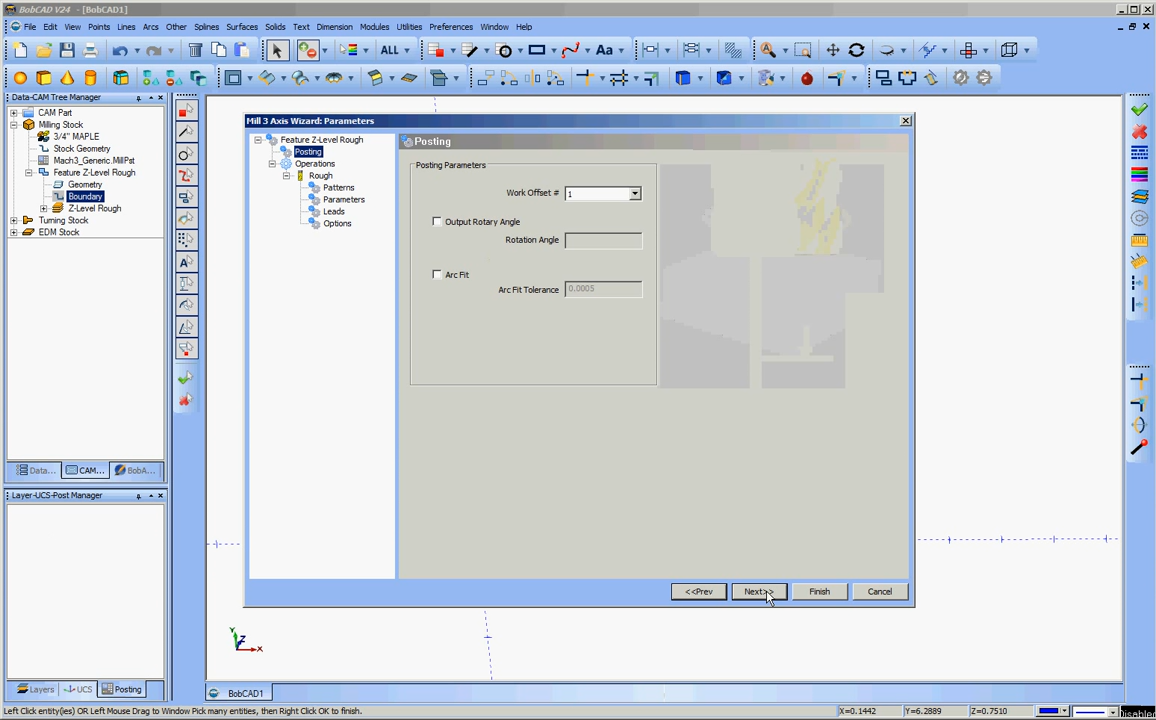 BobCAD V24 - [BobCAD1]
File Edit View Points Lines Arcs Other Splines Surfaces Solids Text Dimension Modules Utilities Preferences Window Help
ALL
Aa
Data-CAM Tree Manager
CAM Part
Milling Stock
3/4" MAPLE
Stock Geometry
Mach3_Generic.MillPst
Feature Z-Level Rough
Geometry
Boundary
Z-Level Rough
Turning Stock
EDM Stock
Data... CAM... BobA...
Layer-UCS-Post Manager
Layers UCS Posting
Mill 3 Axis Wizard: Parameters
Feature Z-Level Rough
Posting
Operations
Rough
Patterns
Parameters
Leads
Options
Posting
Posting Parameters
Work Offset # 1
Output Rotary Angle
Rotation Angle
Arc Fit
Arc Fit Tolerance 0.0005
<<Prev Next>> Finish Cancel
Y Z X
BobCAD1
Left Click entity(ies) OR Left Mouse Drag to Window Pick many entities, then Right Click OK to finish. X=0.1442 Y=6.2889 Z=0.7510 Disabled